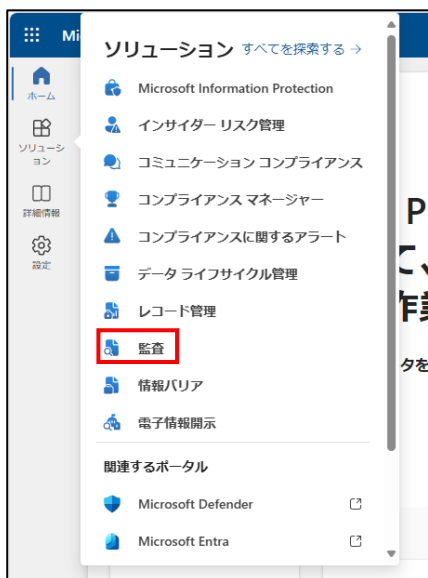 Mi
ソリューション すべてを探索する →
ホーム
Microsoft Information Protection
インサイダー リスク管理
ソリューシ
ョン
コミュニケーション コンプライアンス
詳細情報
コンプライアンス マネージャー
P
設定
コンプライアンスに関するアラート
て、
データ ライフサイクル管理
レコード管理
監査
タを
情報バリア
電子情報開示
関連するポータル
Microsoft Defender
Microsoft Entra